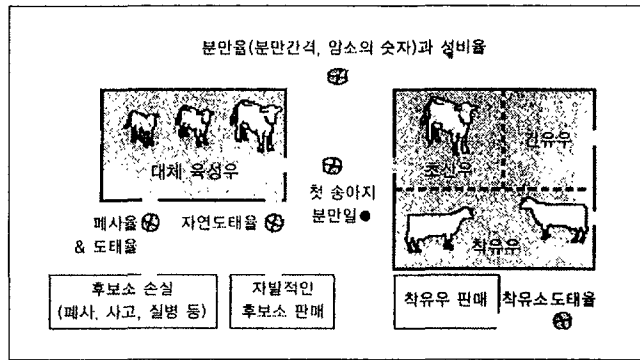 분만율(분만간격, 암소의 숫자)과 성비율
대체 육성우
초산우
건유우
착유우
첫 송아지
분만일
폐사율
& 도태율
자연도태율
후보소 손실
(폐사, 사고, 질병 등)
자발적인
후보소 판매
착유우 판매
착유소도태율